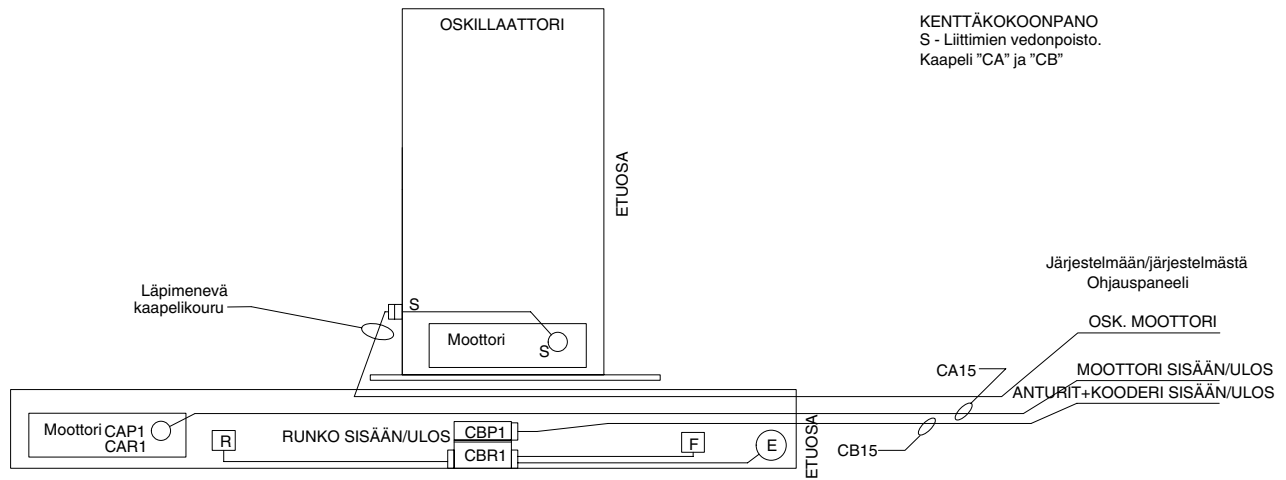 OSKILLAATTORI
KENTTÄKOKOONPANO
S - Liittimien vedonpoisto.
Kaapeli ”CA” ja ”CB”
ETUOSA
Järjestelmään/järjestelmästä
Ohjauspaneeli
Läpimenevä
kaapelikouru
S
Moottori
S
OSK. MOOTTORI
CA15
MOOTTORI SISÄÄN/ULOS
ANTURIT+KOODERI SISÄÄN/ULOS
Moottori CAP1
CAR1
R
RUNKO SISÄÄN/ULOS
CBP1
CBR1
F
E
ETUOSA
CB15